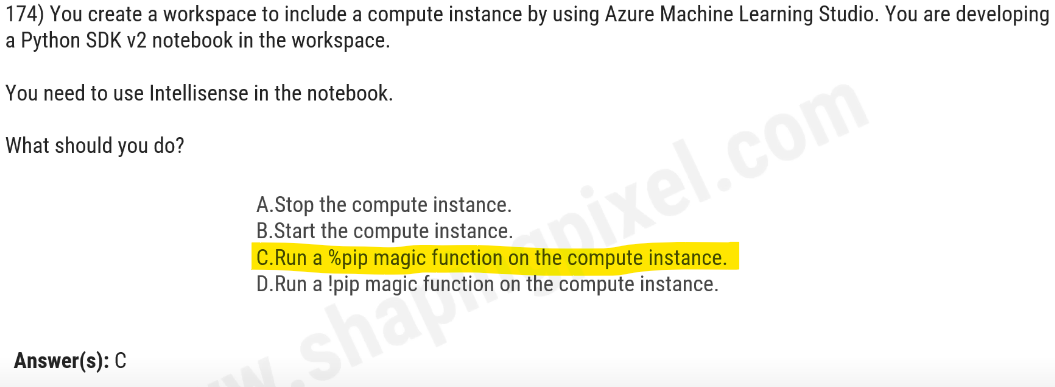 174) You create a workspace to include a compute instance by using Azure Machine Learning Studio. You are developing
a Python SDK v2 notebook in the workspace.
You need to use Intellisense in the notebook.
What should you do?
A.Stop the compute instance.
B.Start the compute instance.
C.Run a %pip magic function on the compute instance.
D.Run a !pip magic function on the compute instance.
Answer(s): C